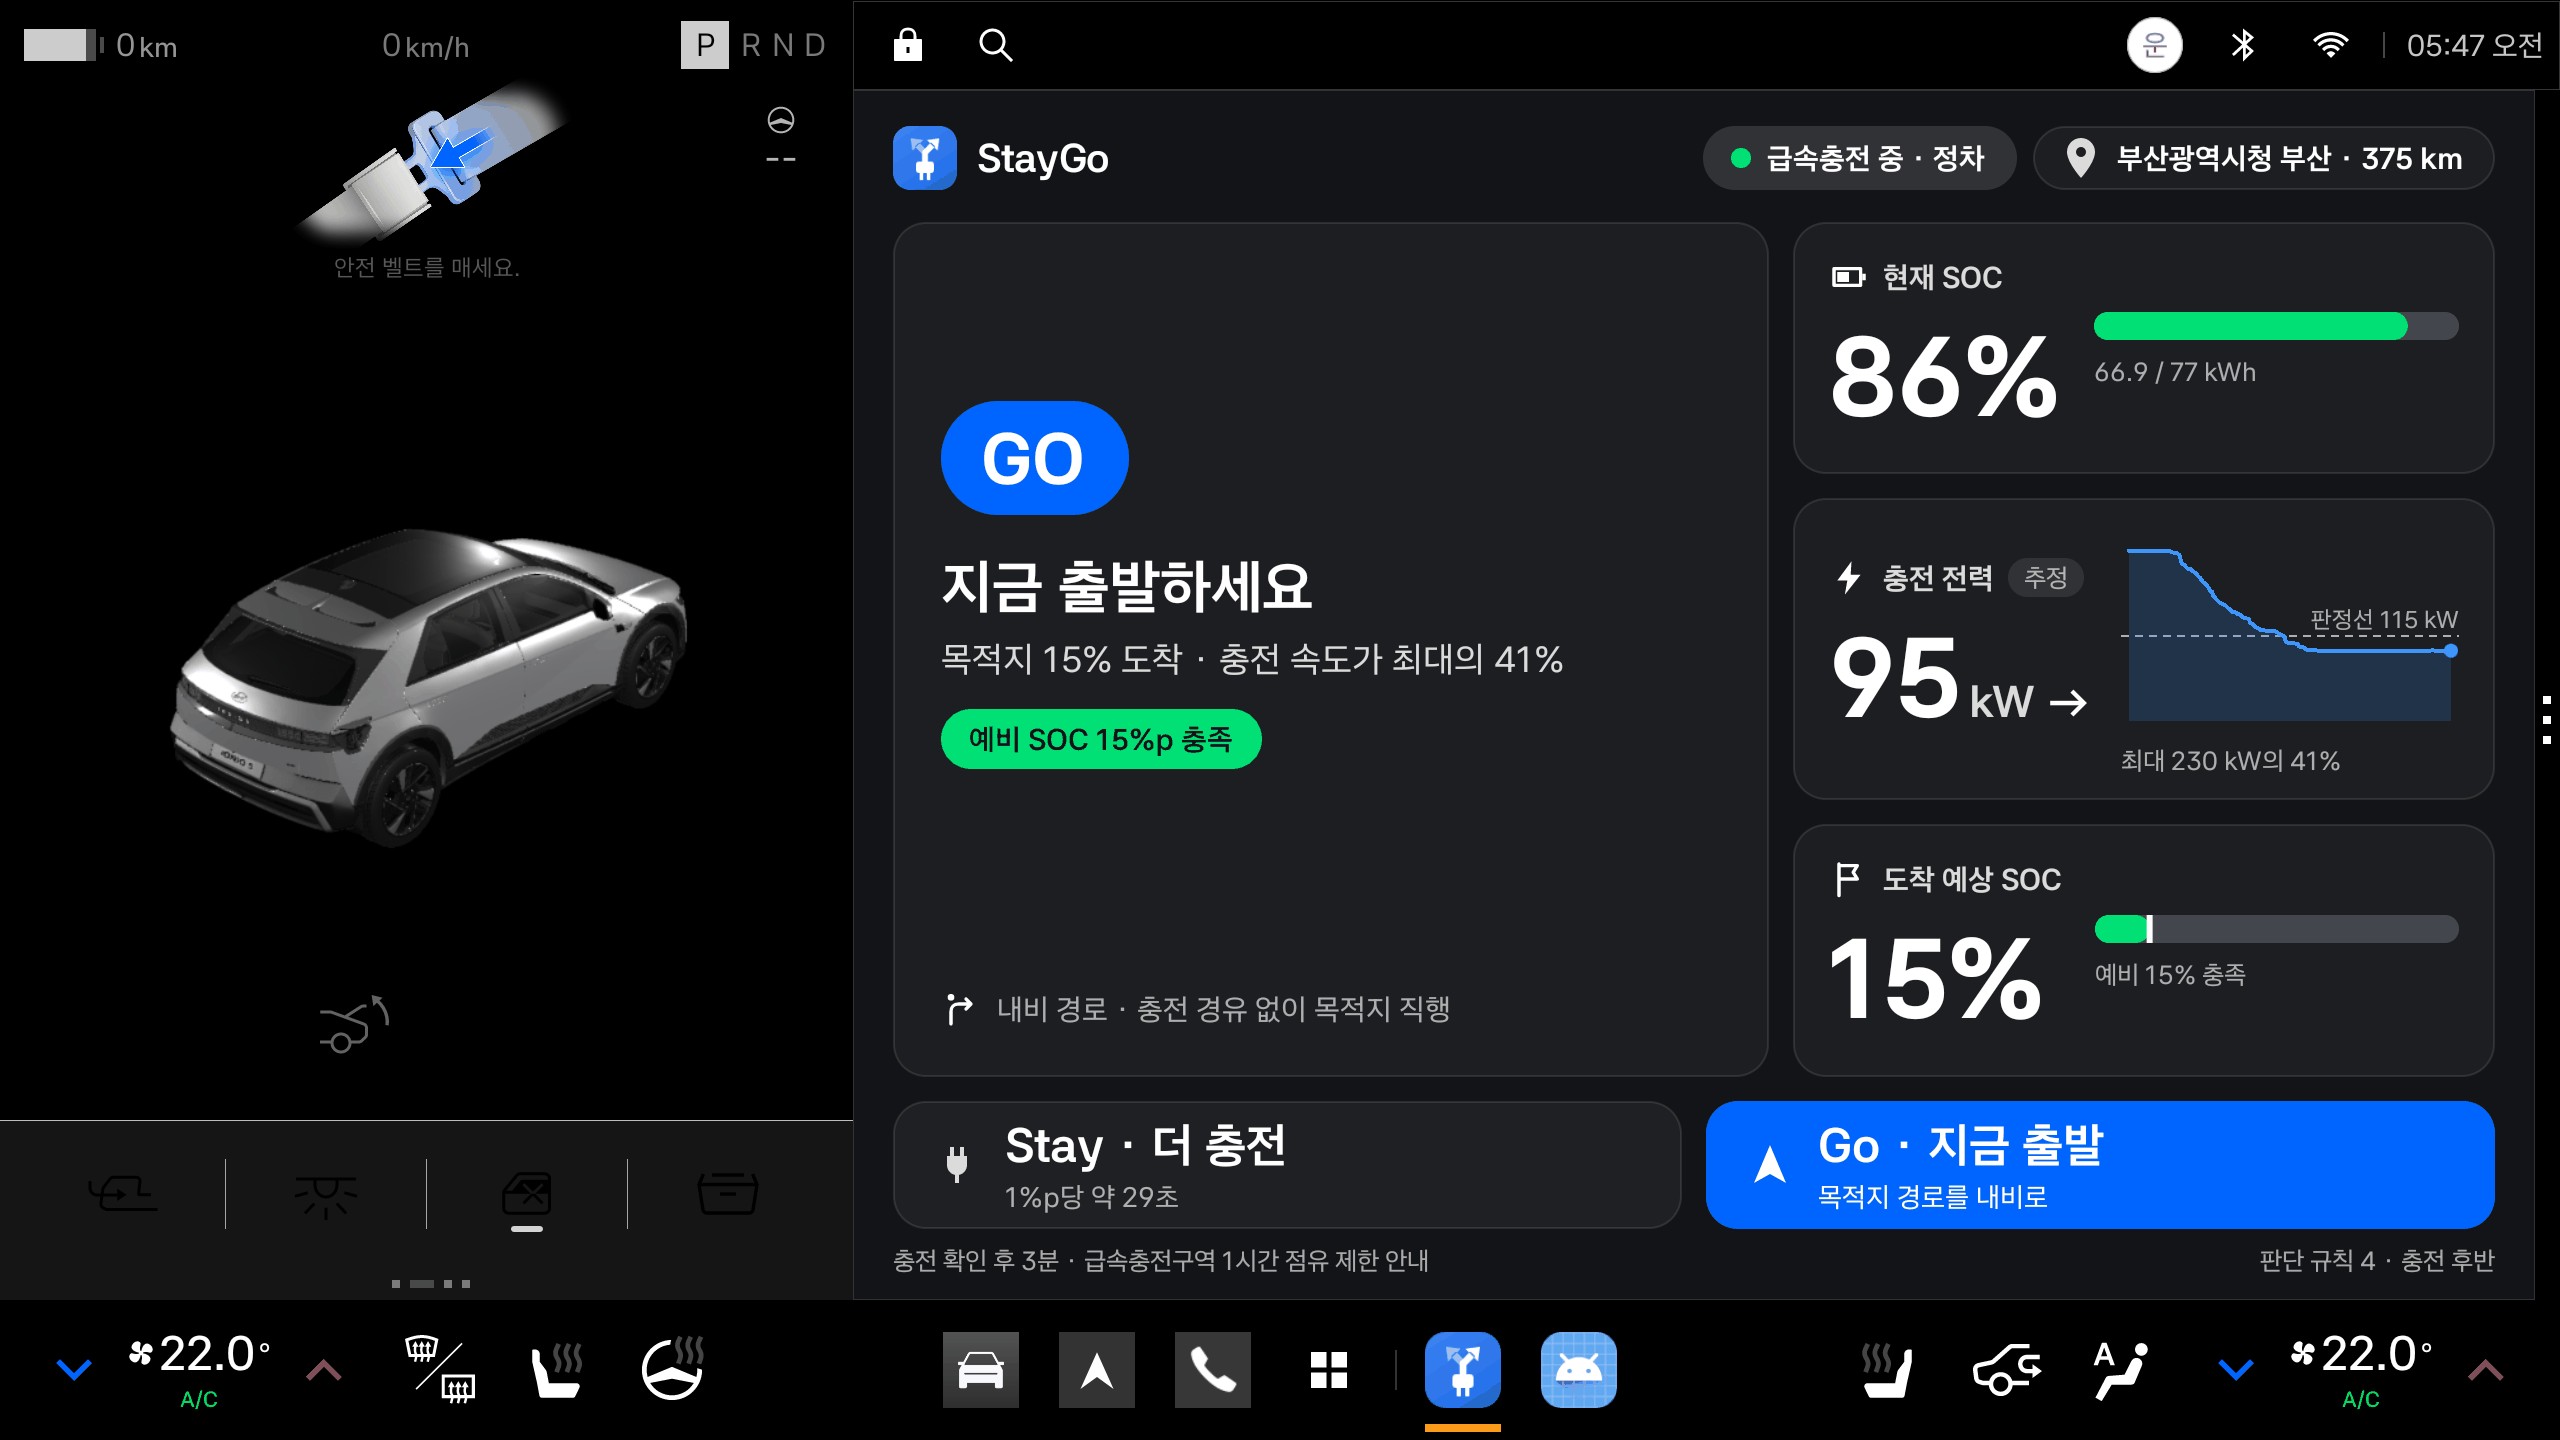 0 km
0 km/h
P R N D
--
안전 벨트를 매세요.
운
05:47 오전
StayGo
급속충전 중 · 정차
부산광역시청 부산 · 375 km
GO
지금 출발하세요
목적지 15% 도착 · 충전 속도가 최대의 41%
예비 SOC 15%p 충족
내비 경로 · 충전 경유 없이 목적지 직행
현재 SOC
86%
66.9 / 77 kWh
충전 전력 추정
95 kW →
판정선 115 kW
최대 230 kW의 41%
도착 예상 SOC
15%
예비 15% 충족
Stay · 더 충전
1%p당 약 29초
Go · 지금 출발
목적지 경로를 내비로
충전 확인 후 3분 · 급속충전구역 1시간 점유 제한 안내
판단 규칙 4 · 충전 후반
22.0°
A/C
A
22.0°
A/C